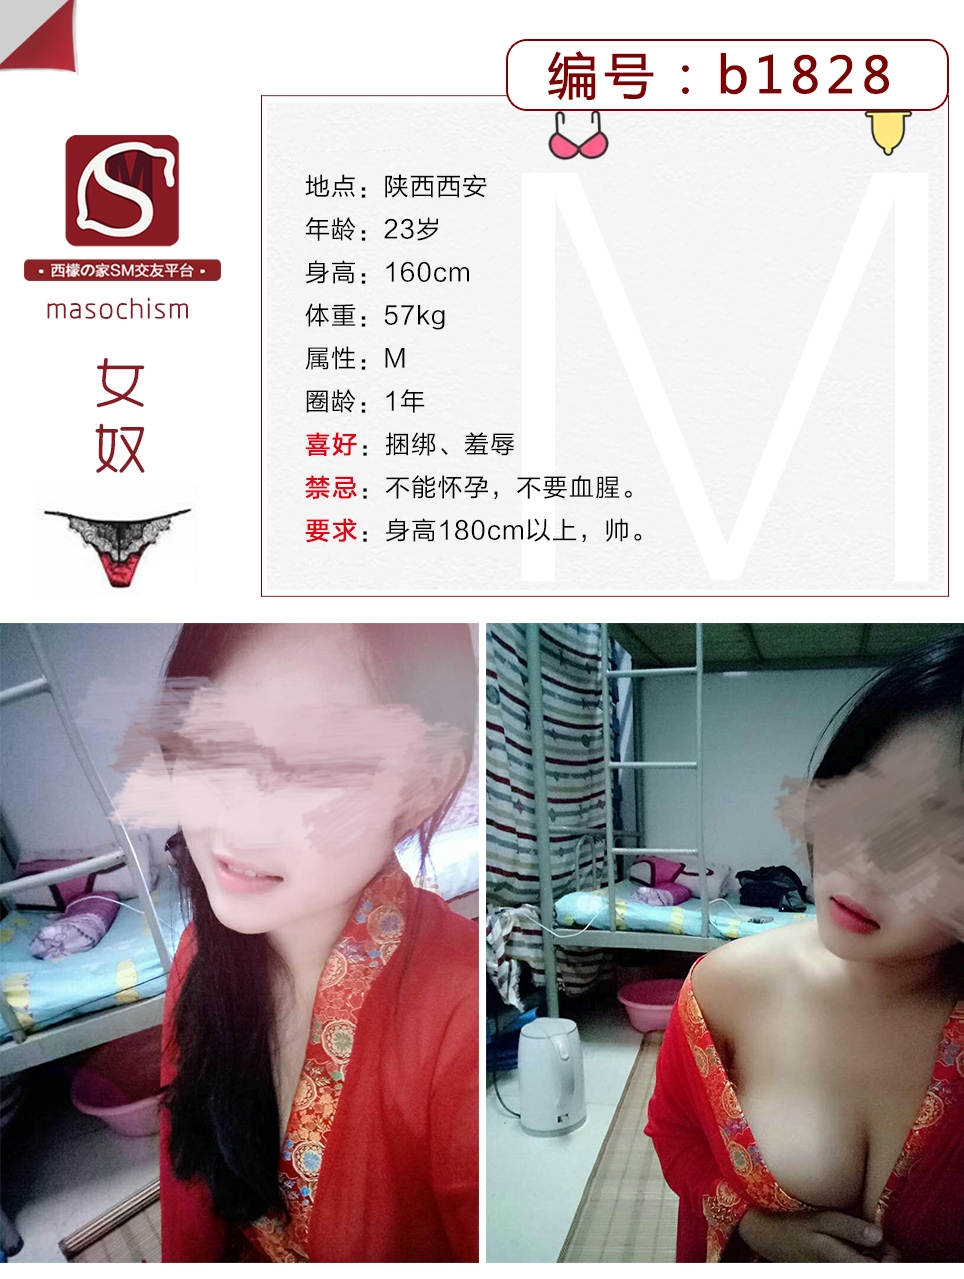 编号：b1828
SM
·西檬の家SM交友平台·
masochism
女
奴
地点：陕西西安
年龄：23岁
身高：160cm
体重：57kg
属性：M
圈龄：1年
喜好：捆绑、羞辱
禁忌：不能怀孕，不要血腥。
要求：身高180cm以上，帅。
M